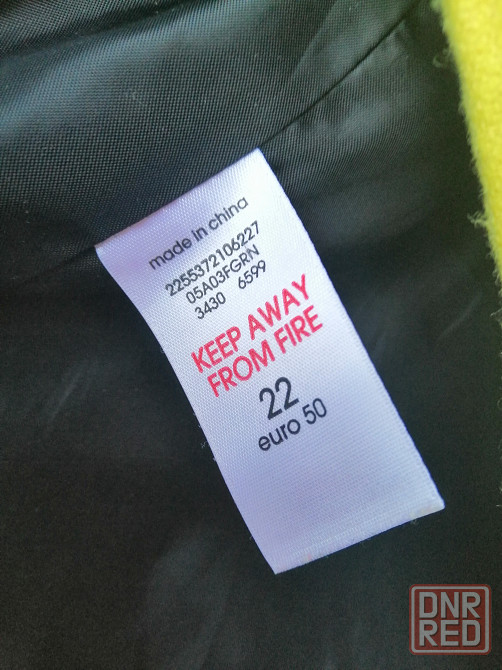 made in china
2255372106227
05A03FGRN
3430 6599
KEEP AWAY
FROM FIRE
22
euro 50
DNR
RED